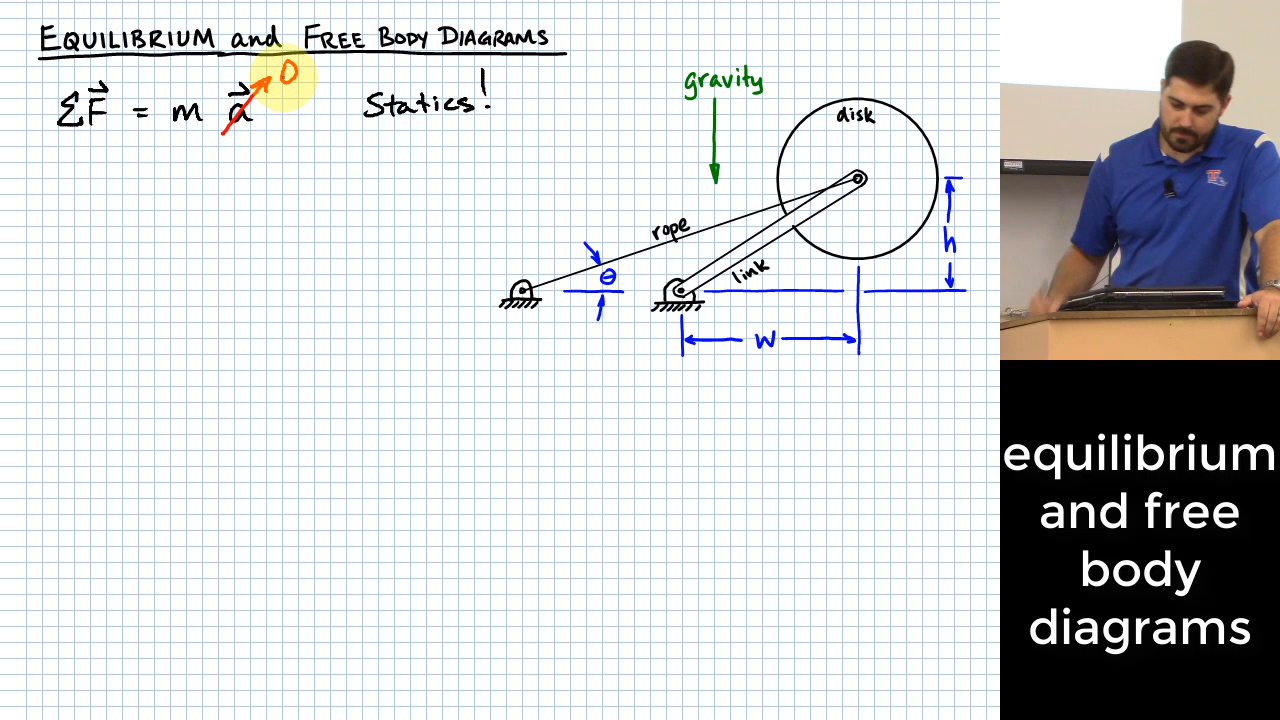 EQUILIBRIUM and FREE BODY DIAGRAMS
ΣF⃗ = m a⃗ 0
Statics!
gravity
disk
rope
link
θ
h
W
T
equilibrium
and free
body
diagrams